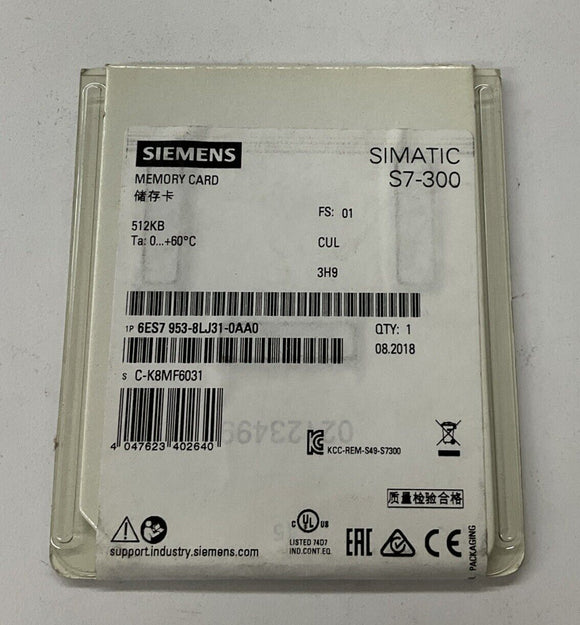 SIEMENS
SIMATIC
S7-300
MEMORY CARD
储存卡
512KB
Ta: 0...+60°C
FS: 01
CUL
3H9
1P 6ES7 953-8LJ31-0AA0
QTY: 1
08.2018
S C-K8MF6031
4 047623 402640
KCC-REM-S49-S7300
质量检验合格
support.industry.siemens.com
C UL US
LISTED 74D7
IND.CONT.EQ.
EAC
CE
PACKAGING